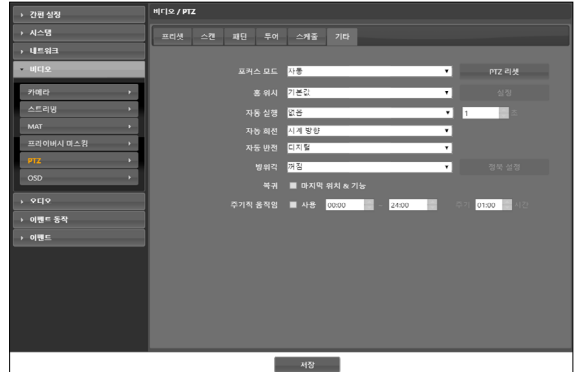 간편 설정
시스템
네트워크
비디오
카메라
스트리밍
MAT
프라이버시 마스킹
PTZ
OSD
오디오
이벤트 동작
이벤트
비디오 / PTZ
프리셋 스캔 패턴 투어 스케줄 기타
포커스 모드 자동 PTZ 리셋
홈 위치 기본값 설정
자동 실행 없음 1 초
자동 회전 시계 방향
자동 반전 디지털
방위각 꺼짐 정북 설정
복귀 마지막 위치 & 기능
주기적 움직임 사용 00:00 ~ 24:00 주기 01:00 시간
저장